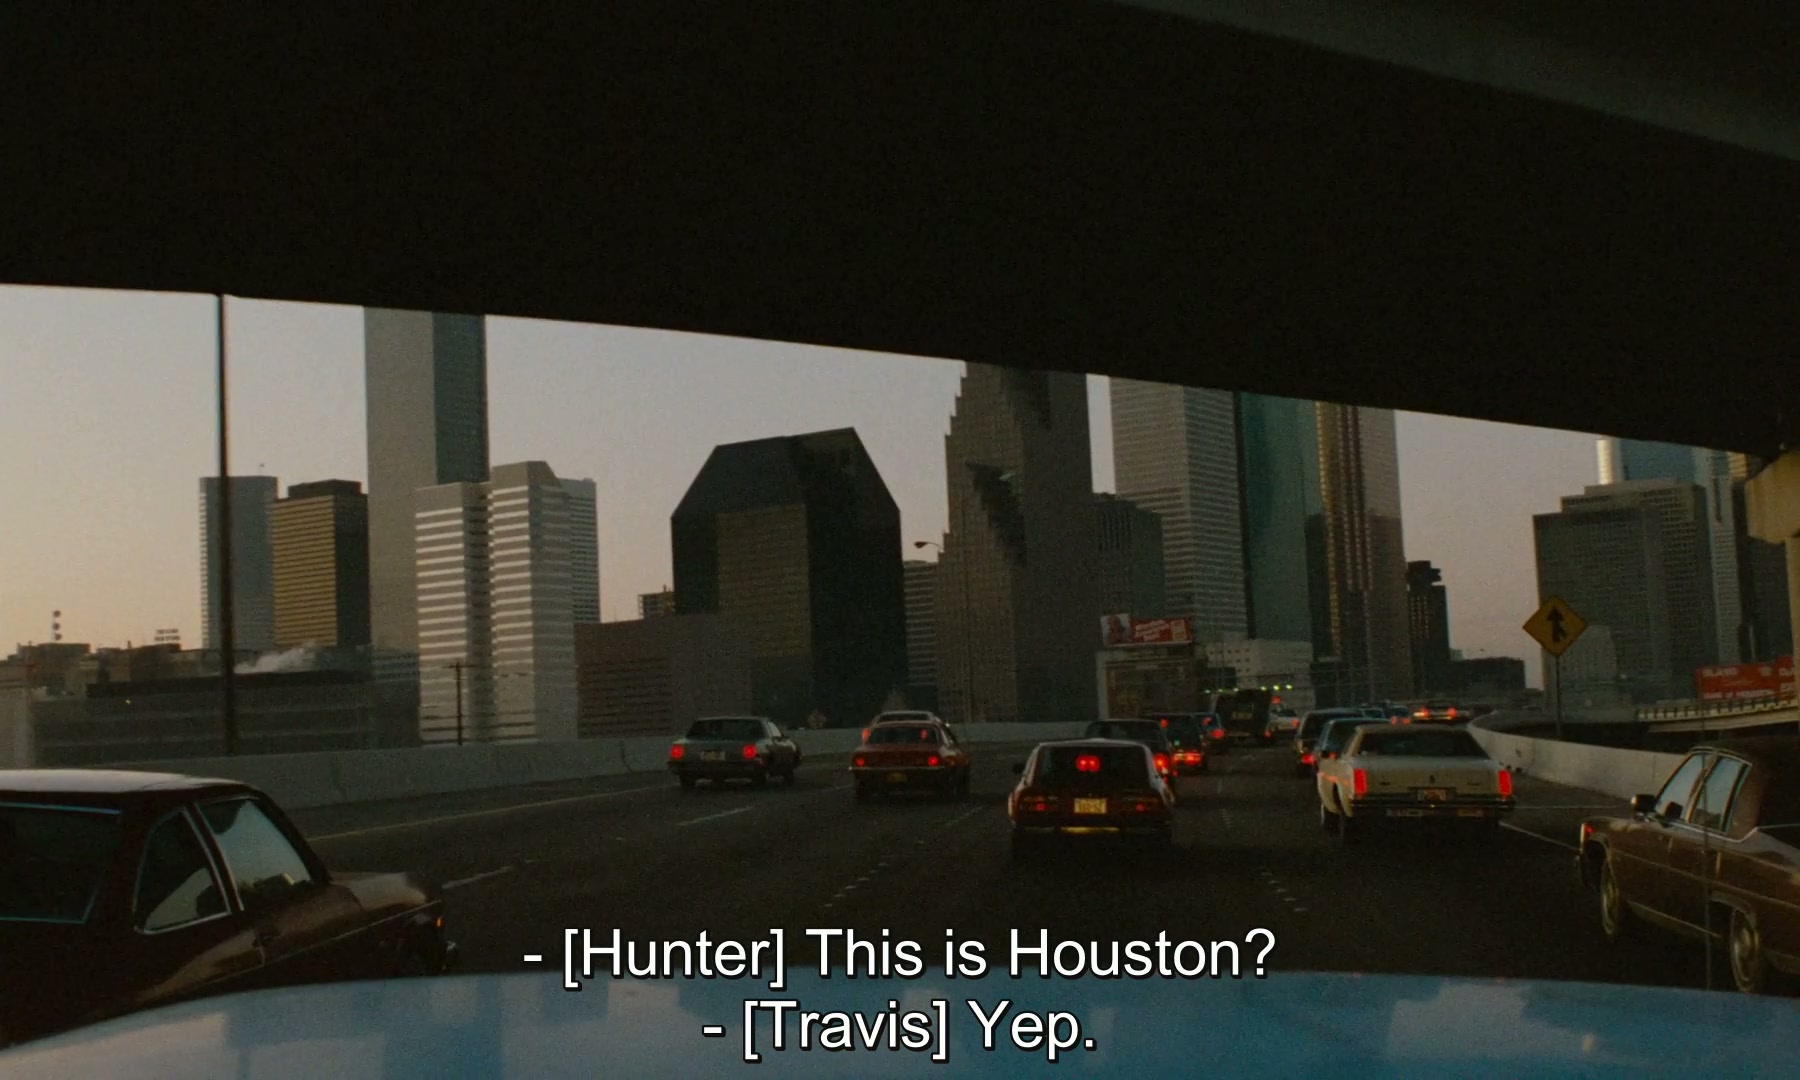 - [Hunter] This is Houston?
- [Travis] Yep.